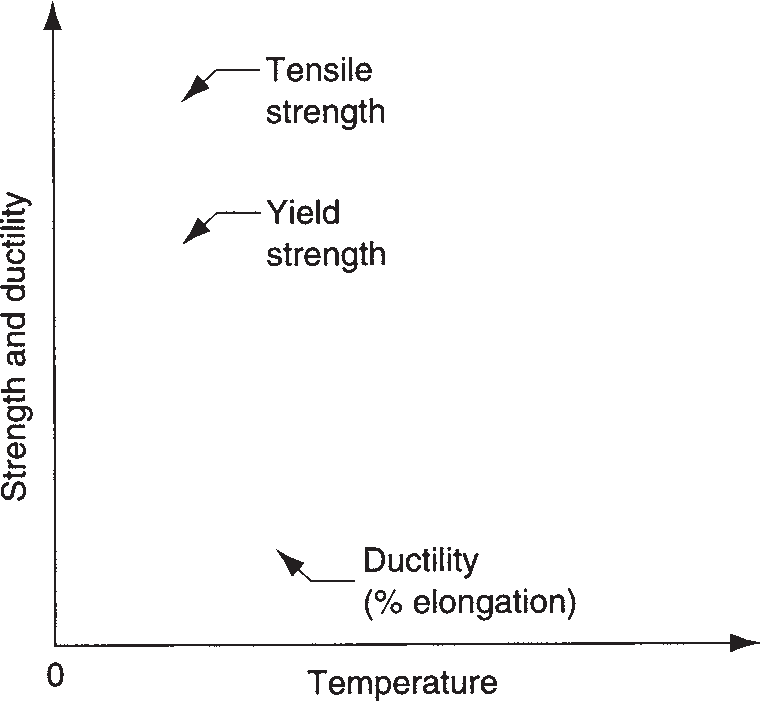 Tensile
strength
Yield
strength
Strength and ductility
Ductility
(% elongation)
0
Temperature